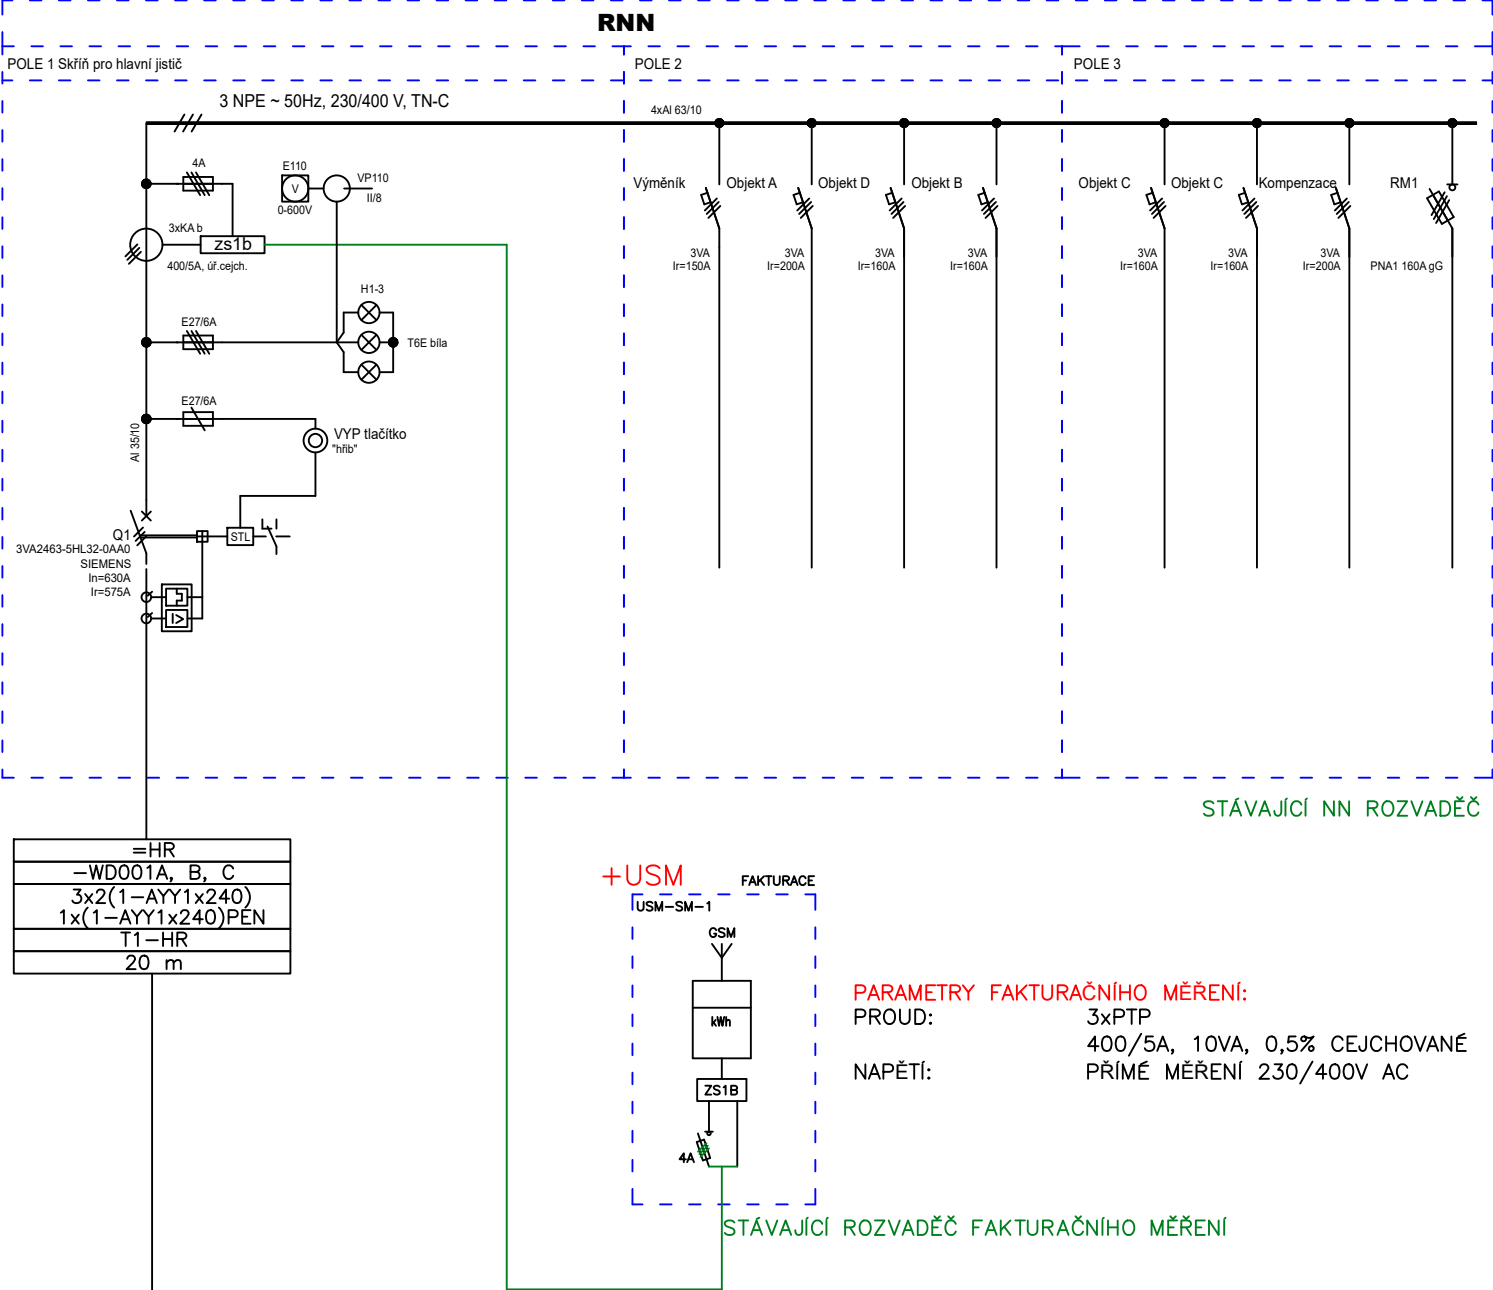 RNN
POLE 1 Skříň pro hlavní jistič
POLE 2
POLE 3
3 NPE ~ 50Hz, 230/400 V, TN-C
4xAl 63/10
4A
E110
V
0-600V
VP110
II/8
3xKA b
zs1b
400/5A, úř.cejch.
H1-3
E27/6A
T6E bíla
E27/6A
VYP tlačítko
"hřib"
Al 35/10
Q1
3VA2463-5HL32-0AA0
SIEMENS
In=630A
Ir=575A
STL
I>
Výměník
3VA
Ir=150A
Objekt A
3VA
Ir=200A
Objekt D
3VA
Ir=160A
Objekt B
3VA
Ir=160A
Objekt C
3VA
Ir=160A
Objekt C
3VA
Ir=160A
Kompenzace
3VA
Ir=200A
RM1
PNA1 160A gG
STÁVAJÍCÍ NN ROZVADĚČ
=HR
-WD001A, B, C
3x2(1-AYY1x240)
1x(1-AYY1x240)PEN
T1-HR
20 m
+USM
FAKTURACE
USM-SM-1
GSM
kWh
ZS1B
4A
PARAMETRY FAKTURAČNÍHO MĚŘENÍ:
PROUD: 3xPTP
400/5A, 10VA, 0,5% CEJCHOVANÉ
NAPĚTÍ: PŘÍMÉ MĚŘENÍ 230/400V AC
STÁVAJÍCÍ ROZVADĚČ FAKTURAČNÍHO MĚŘENÍ